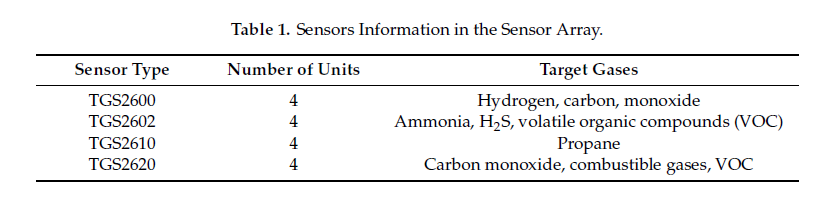 Table 1. Sensors Information in the Sensor Array.
Sensor Type Number of Units Target Gases
TGS2600 4 Hydrogen, carbon, monoxide
TGS2602 4 Ammonia, H₂S, volatile organic compounds (VOC)
TGS2610 4 Propane
TGS2620 4 Carbon monoxide, combustible gases, VOC